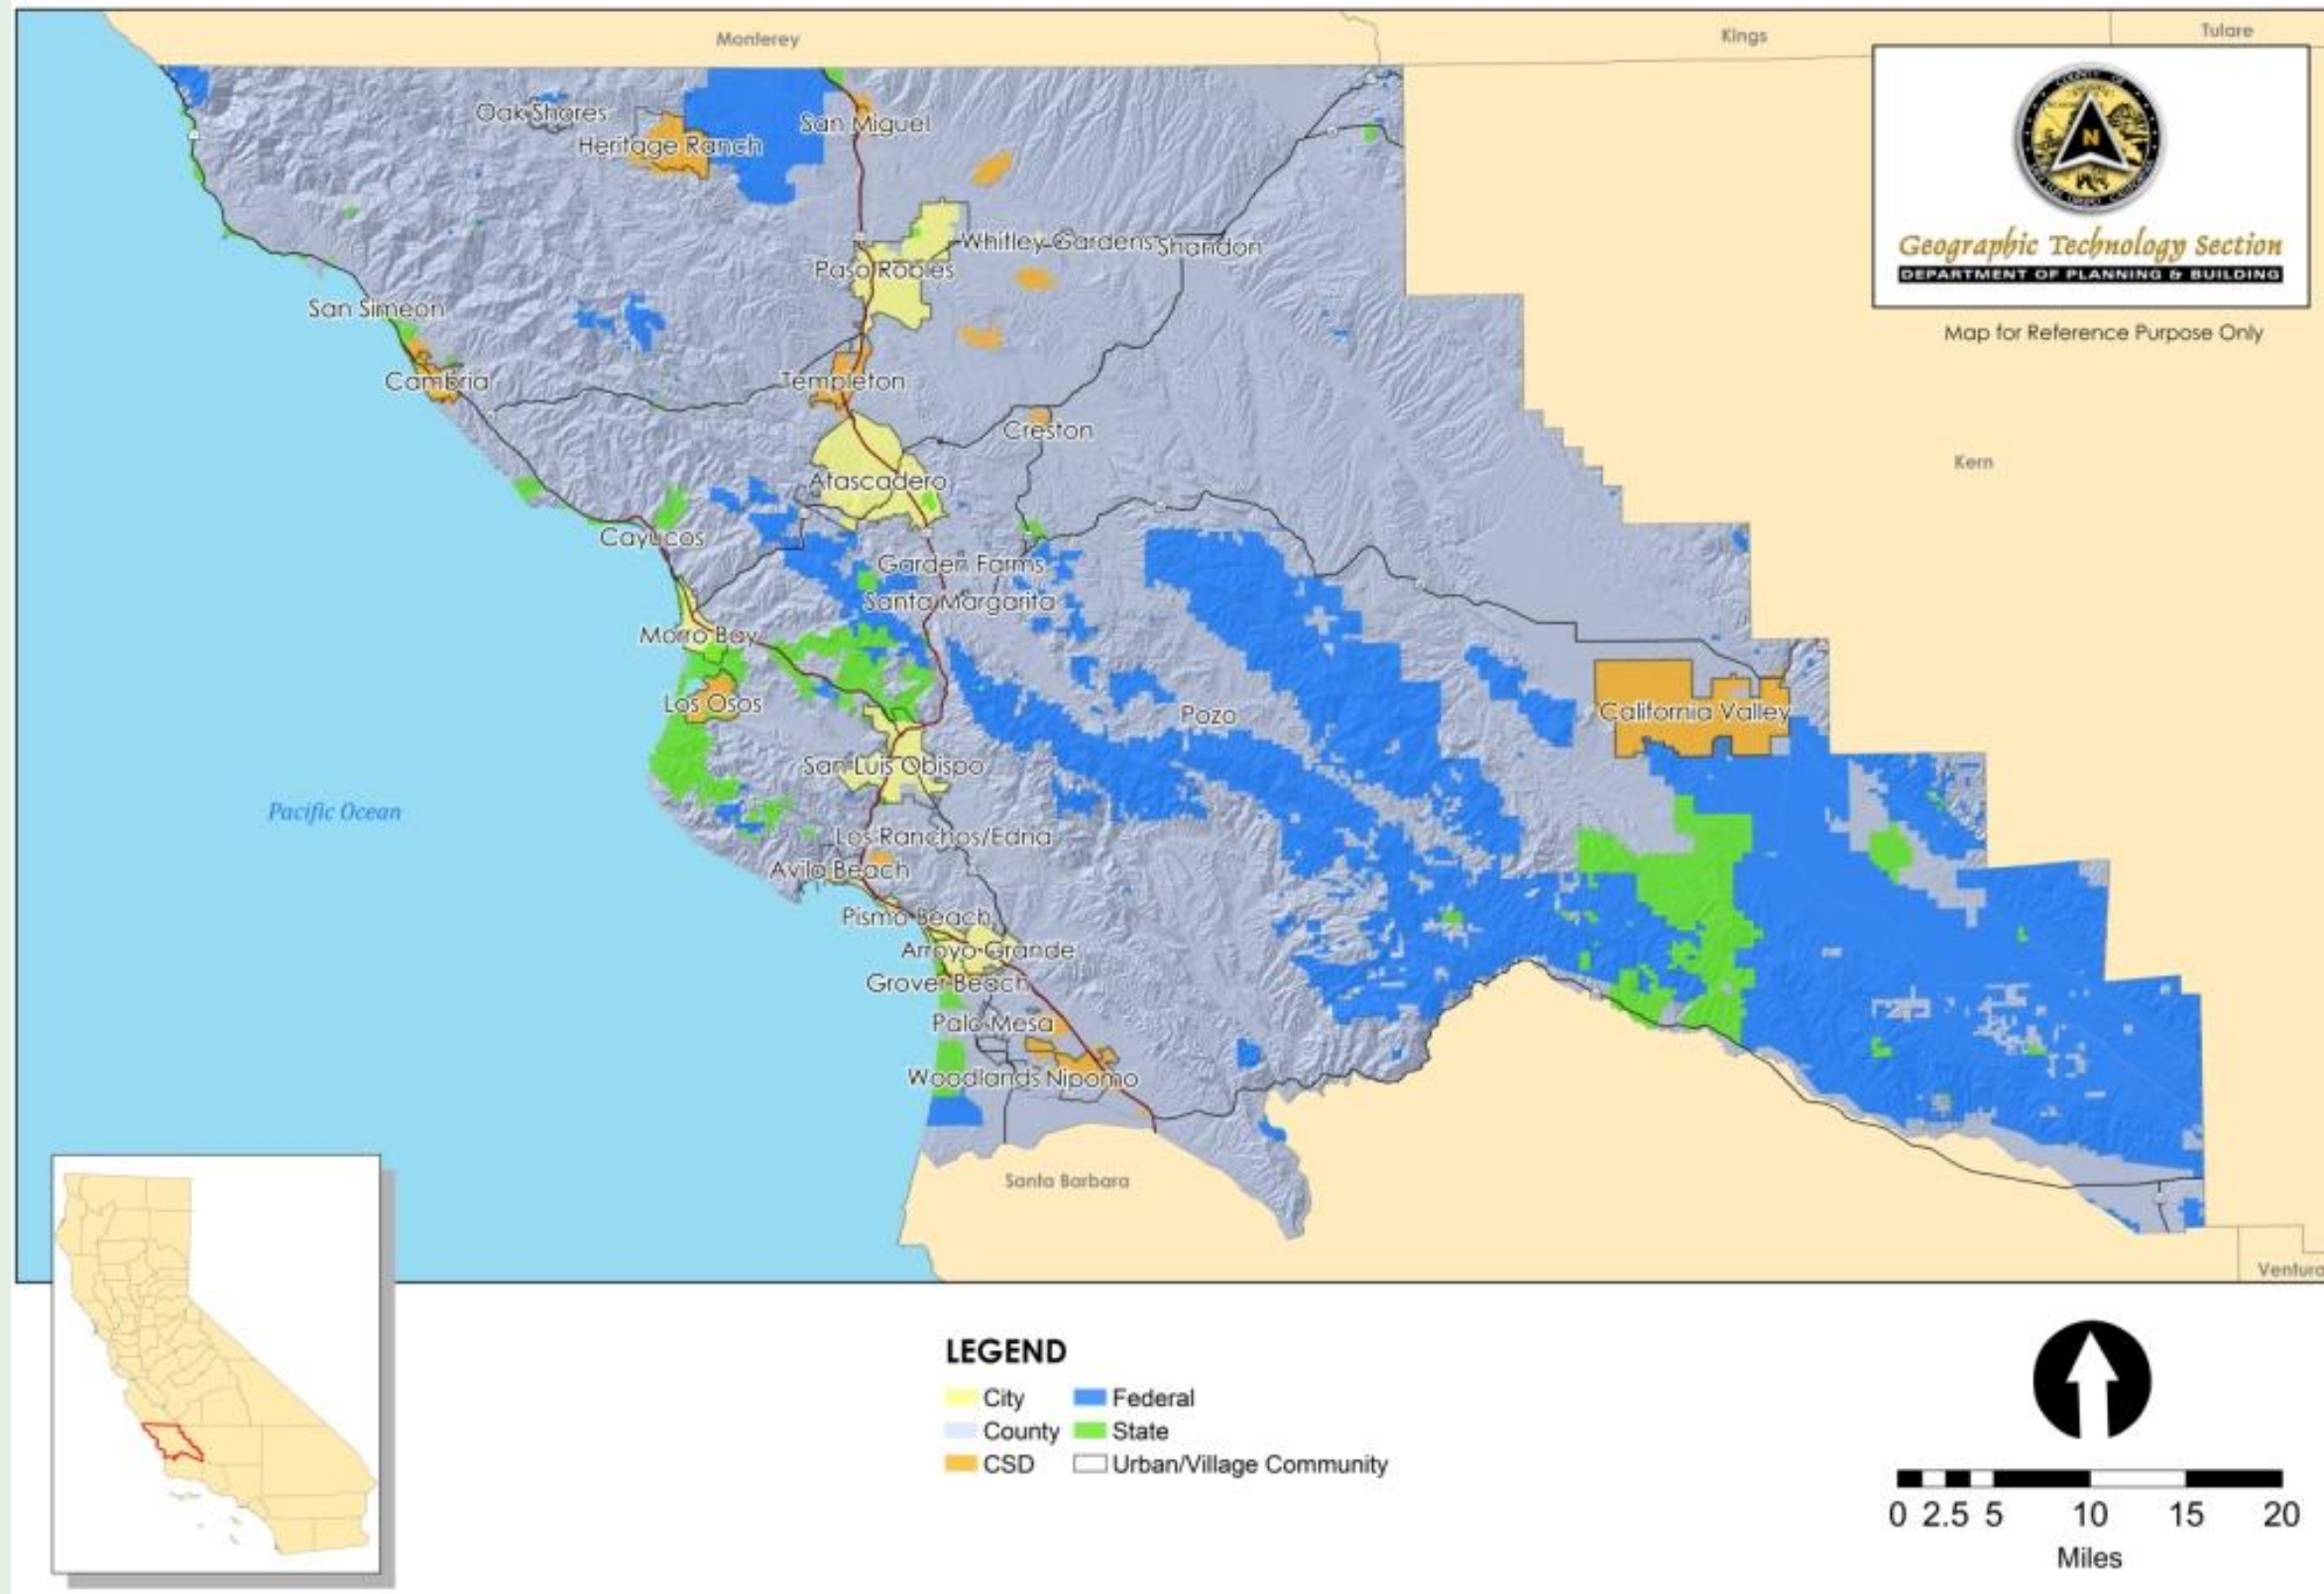 Monterey
Kings
Tulare
Oak Shores
San Miguel
Heritage Ranch
N
Whitley Gardens
Shandon
Geographic Technology Section
DEPARTMENT OF PLANNING & BUILDING
Paso Robles
San Simeon
Map for Reference Purpose Only
Cambria
Templeton
Creston
Kern
Atascadero
Cayucos
Garden Farms
Santa Margarita
Morro Bay
Los Osos
Pozo
California Valley
San Luis Obispo
Pacific Ocean
Los Ranchos/Edna
Avila Beach
Pismo Beach
Arroyo Grande
Grover Beach
Palo Mesa
Woodlands
Nipomo
Santa Barbara
Ventura
LEGEND
City
Federal
County
State
CSD
Urban/Village Community
0 2.5 5 10 15 20
Miles